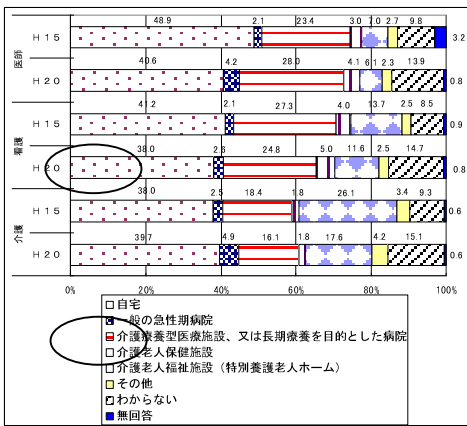 48.9 2.1 23.4 3.0 7.0 2.7 9.8
医師 H15 3.2
40.6 4.2 28.0 4.1 6.1 2.3 13.9
H20 0.8
41.2 2.1 27.3 4.0 13.7 2.5 8.5
看護 H15 0.9
38.0 2.6 24.8 5.0 11.6 2.5 14.7
H20 0.8
38.0 2.5 18.4 1.8 26.1 3.4 9.3
介護 H15 0.6
39.7 4.9 16.1 1.8 17.6 4.2 15.1
H20 0.6
0% 20% 40% 60% 80% 100%
自宅
一般の急性期病院
介護療養型医療施設、又は長期療養を目的とした病院
介護老人保健施設
介護老人福祉施設（特別養護老人ホーム）
その他
わからない
無回答